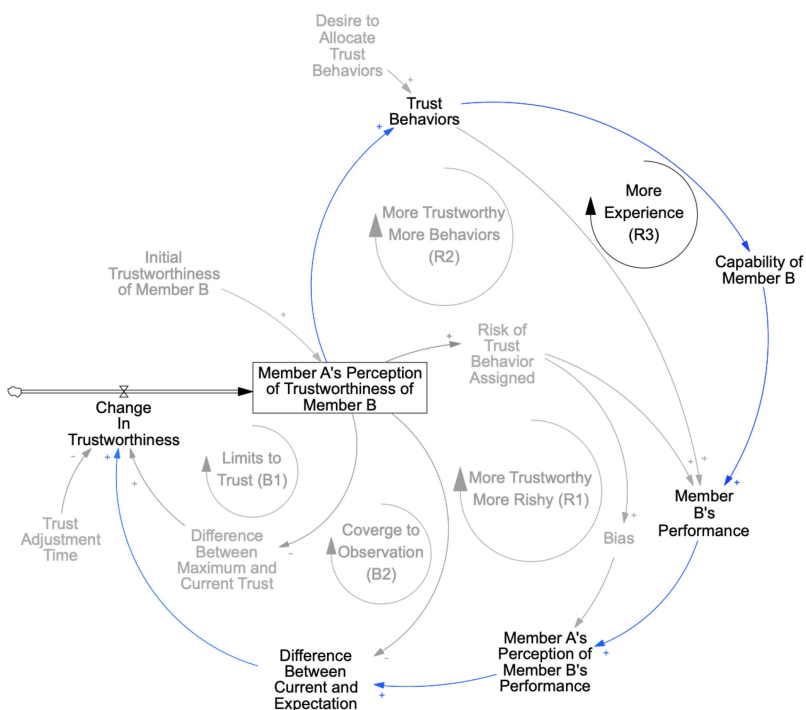 Desire to
Allocate
Trust
Behaviors
+
Trust
Behaviors
+
More
Experience
(R3)
More Trustworthy
More Behaviors
(R2)
Capability of
Member B
Initial
Trustworthiness
of Member B
+
+
Risk of
Trust
Behavior
Assigned
Member A's Perception
of Trustworthiness of
Member B
Change
In
Trustworthiness
-
+
+
Limits to
Trust (B1)
More Trustworthy
More Rishy (R1)
+
+
+
Member
B's
Performance
Trust
Adjustment
Time
Difference
Between
Maximum and
Current Trust
-
Coverge to
Observation
(B2)
+
Bias
Member A's
Perception of
Member B's
Performance
+
Difference
Between
Current and
Expectation
-
+